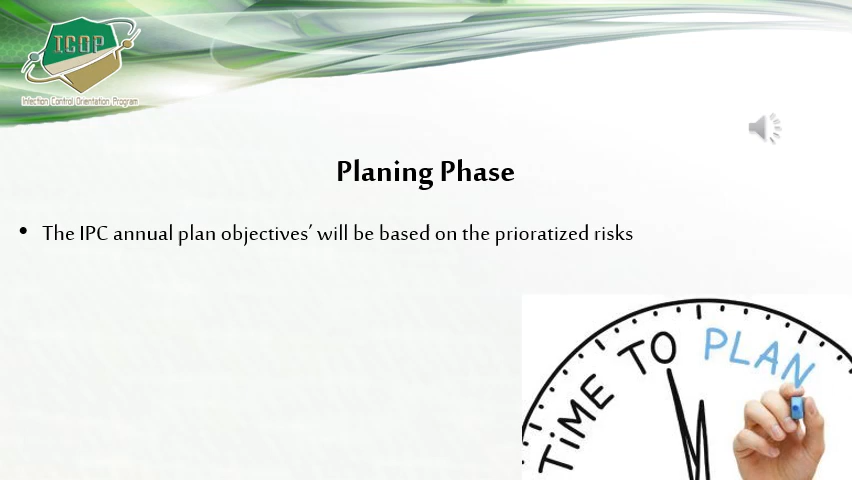 ICOP
Infection Control Orientation Program
Planing Phase
• The IPC annual plan objectives’ will be based on the prioratized risks
TiME TO PLAN